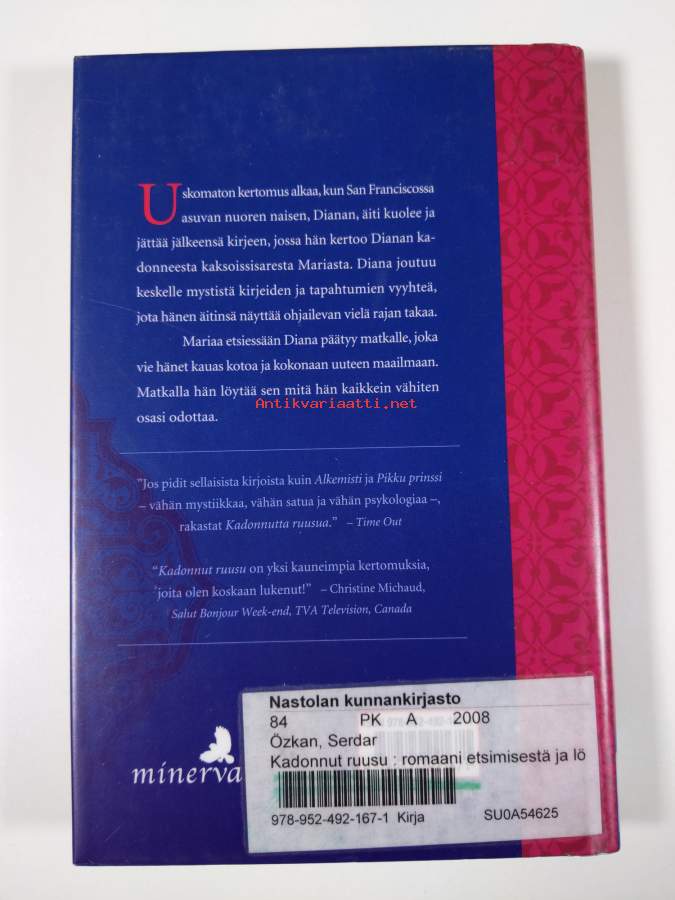 Uskomaton kertomus alkaa, kun San Franciscossa
asuvan nuoren naisen, Dianan, äiti kuolee ja
jättää jälkeensä kirjeen, jossa hän kertoo Dianan ka-
donneesta kaksoissisaresta Mariasta. Diana joutuu
keskelle mystistä kirjeiden ja tapahtumien vyyhteä,
jota hänen äitinsä näyttää ohjailevan vielä rajan takaa.
Mariaa etsiessään Diana päätyy matkalle, joka
vie hänet kauas kotoa ja kokonaan uuteen maailmaan.
Matkalla hän löytää sen mitä hän kaikkein vähiten
osasi odottaa.
Antikvariaatti.net
"Jos pidit sellaisista kirjoista kuin Alkemisti ja Pikku prinssi
– vähän mystiikkaa, vähän satua ja vähän psykologiaa –,
rakastat Kadonnutta ruusua." – Time Out
"Kadonnut ruusu on yksi kauneimpia kertomuksia,
joita olen koskaan lukenut!" – Christine Michaud,
Salut Bonjour Week-end, TVA Television, Canada
minerva
Nastolan kunnankirjasto
84 PK A 2008
Özkan, Serdar
Kadonnut ruusu : romaani etsimisestä ja lö
978-952-492-167-1 Kirja SU0A54625